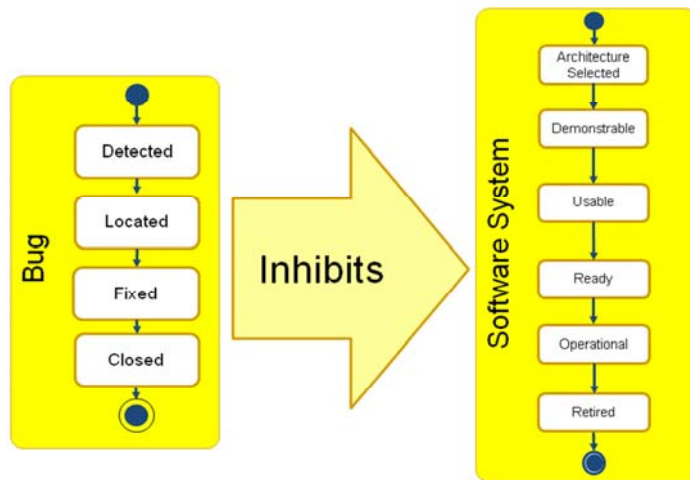 Bug
Detected
Located
Fixed
Closed
Inhibits
Software System
Architecture
Selected
Demonstrable
Usable
Ready
Operational
Retired